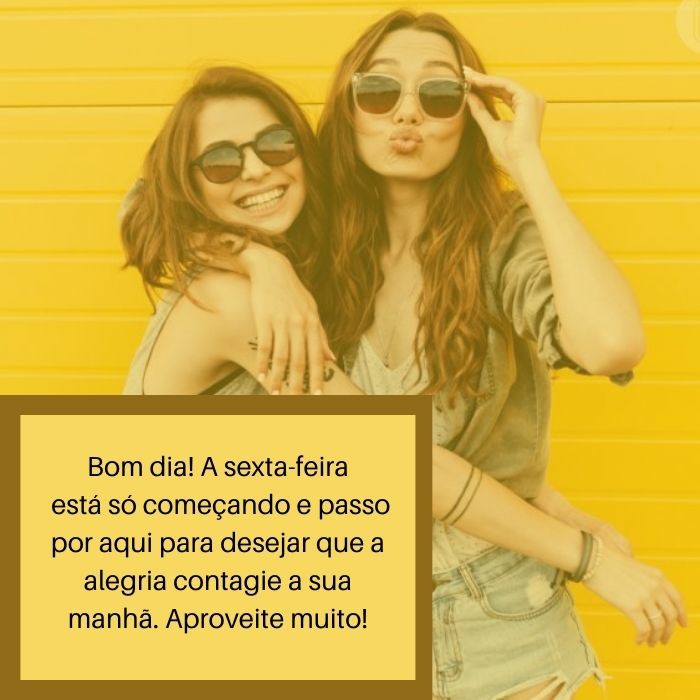 Bom dia! A sexta-feira
está só começando e passo
por aqui para desejar que a
alegria contagie a sua
manhã. Aproveite muito!